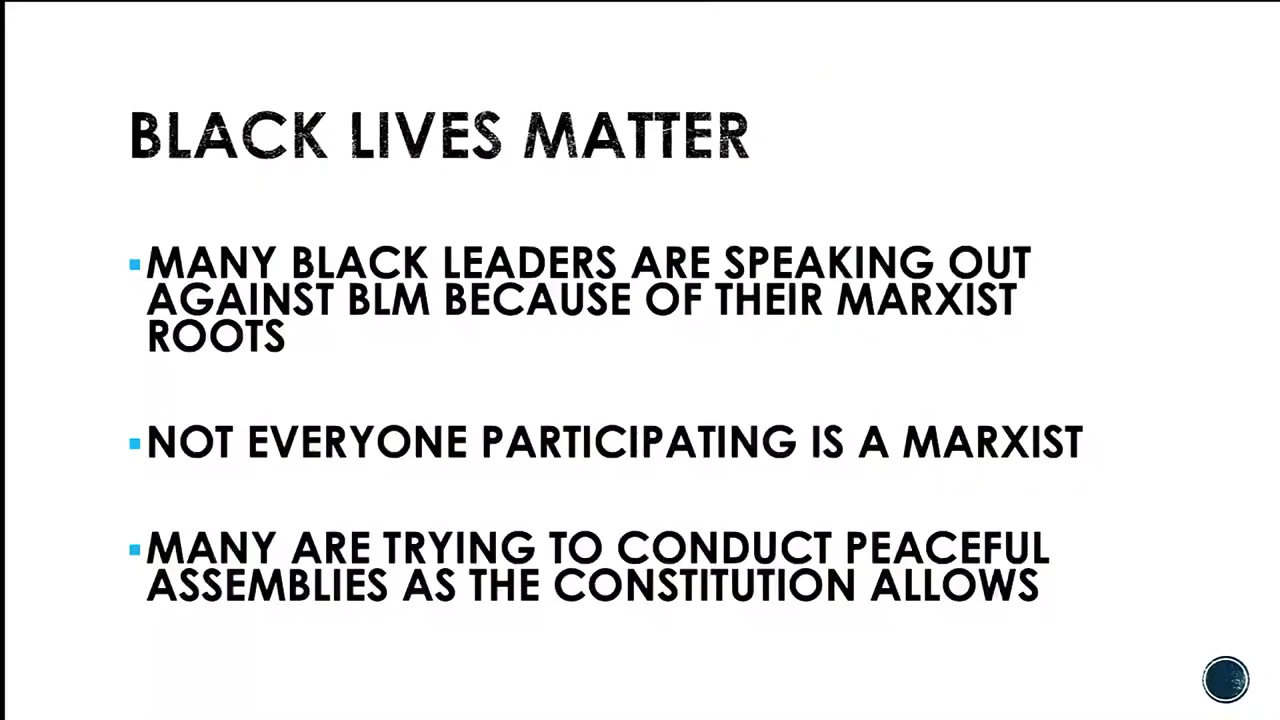 BLACK LIVES MATTER
▪MANY BLACK LEADERS ARE SPEAKING OUT
AGAINST BLM BECAUSE OF THEIR MARXIST
ROOTS
▪NOT EVERYONE PARTICIPATING IS A MARXIST
▪MANY ARE TRYING TO CONDUCT PEACEFUL
ASSEMBLIES AS THE CONSTITUTION ALLOWS